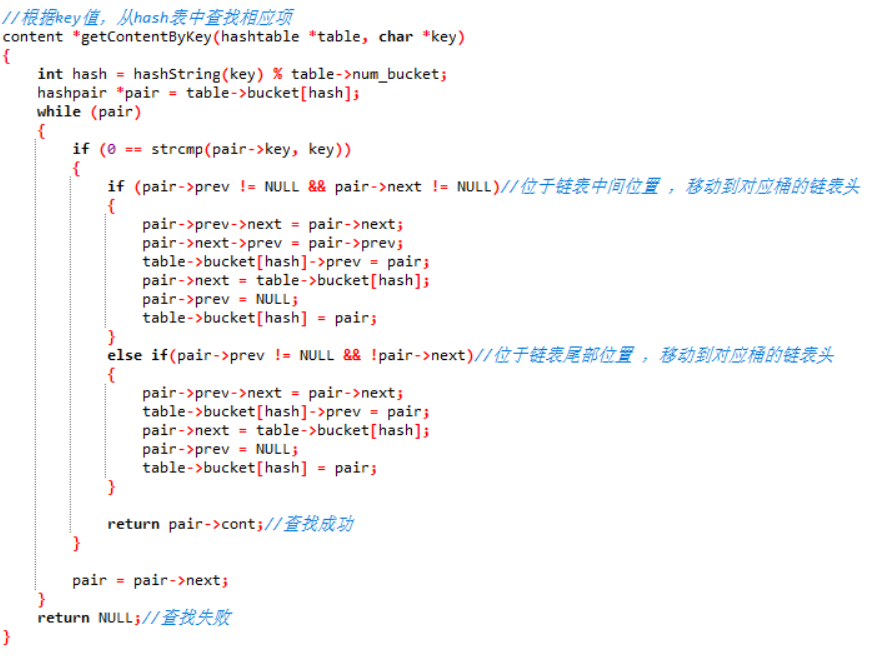 //根据key值，从hash表中查找相应项
content *getContentByKey(hashtable *table, char *key)
{
    int hash = hashString(key) % table->num_bucket;
    hashpair *pair = table->bucket[hash];
    while (pair)
    {
        if (0 == strcmp(pair->key, key))
        {
            if (pair->prev != NULL && pair->next != NULL)//位于链表中间位置 ，移动到对应桶的链表头
            {
                pair->prev->next = pair->next;
                pair->next->prev = pair->prev;
                table->bucket[hash]->prev = pair;
                pair->next = table->bucket[hash];
                pair->prev = NULL;
                table->bucket[hash] = pair;
            }
            else if(pair->prev != NULL && !pair->next)//位于链表尾部位置 ，移动到对应桶的链表头
            {
                pair->prev->next = pair->next;
                table->bucket[hash]->prev = pair;
                pair->next = table->bucket[hash];
                pair->prev = NULL;
                table->bucket[hash] = pair;
            }

            return pair->cont;//查找成功
        }

        pair = pair->next;
    }
    return NULL;//查找失败
}